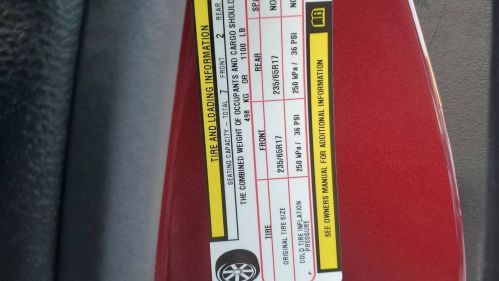 TIRE AND LOADING INFORMATION
SEATING CAPACITY - TOTAL 7 FRONT 2 REAR
THE COMBINED WEIGHT OF OCCUPANTS AND CARGO SHOULD
498 KG OR 1100 LB
TIRE FRONT REAR
ORIGINAL TIRE SIZE 235/65R17 235/65R17
COLD TIRE INFLATION PRESSURE 250 kPa / 36 PSI 250 kPa / 36 PSI
SEE OWNERS MANUAL FOR ADDITIONAL INFORMATION